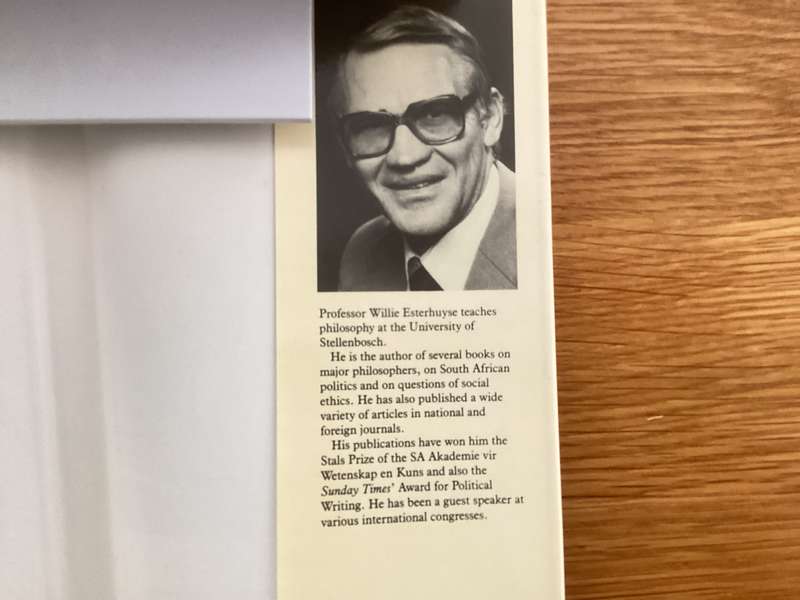 Professor Willie Esterhuyse teaches
philosophy at the University of
Stellenbosch.
He is the author of several books on
major philosophers, on South African
politics and on questions of social
ethics. He has also published a wide
variety of articles in national and
foreign journals.
His publications have won him the
Stals Prize of the SA Akademie vir
Wetenskap en Kuns and also the
Sunday Times' Award for Political
Writing. He has been a guest speaker at
various international congresses.